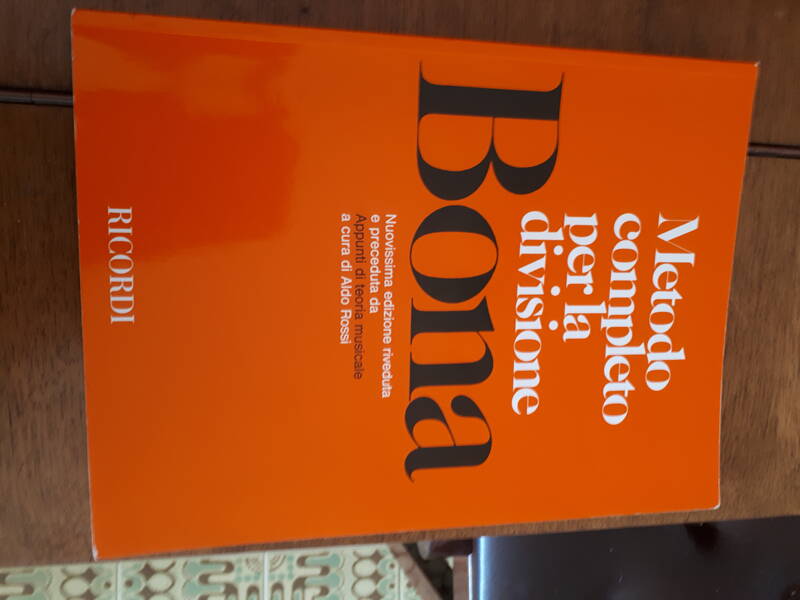 Metodo
completo
per la
divisione
Bona
Nuovissima edizione riveduta
e preceduta da
Appunti di teoria musicale
a cura di Aldo Rossi
RICORDI